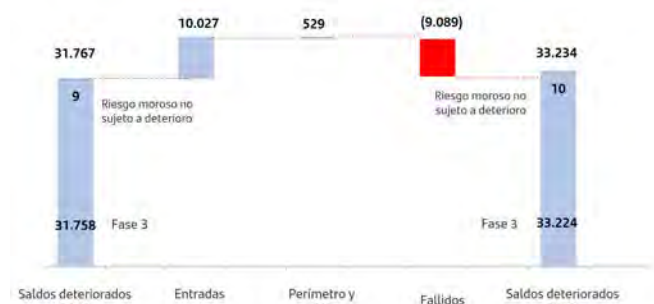 10.027 529 (9.089)
31.767 33.234
9 10
Riesgo moroso no
sujeto a deterioro
Riesgo moroso no
sujeto a deterioro
31.758 Fase 3 Fase 3 33.224
Saldos deteriorados Entradas Perímetro y Fallidos Saldos deteriorados